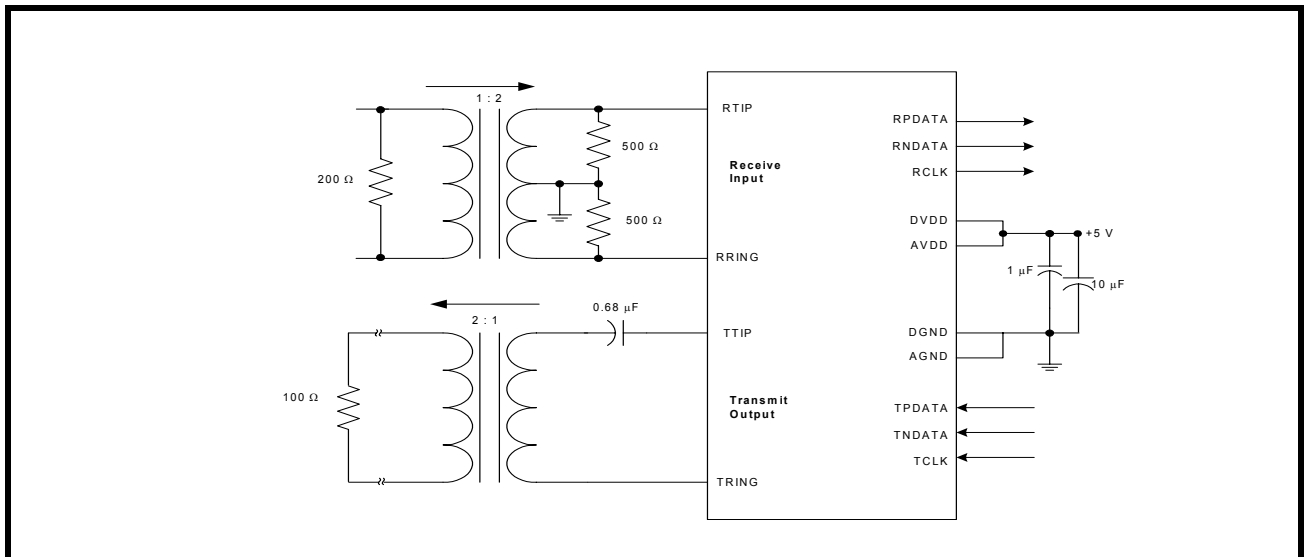 1 : 2
200 Ω
500 Ω
500 Ω
RTIP
Receive
Input
RRING
2 : 1
0.68 µF
100 Ω
TTIP
Transmit
Output
TRING
RPDATA
RNDATA
RCLK
DVDD
AVDD
+5 V
1 µF
10 µF
DGND
AGND
TPDATA
TNDATA
TCLK